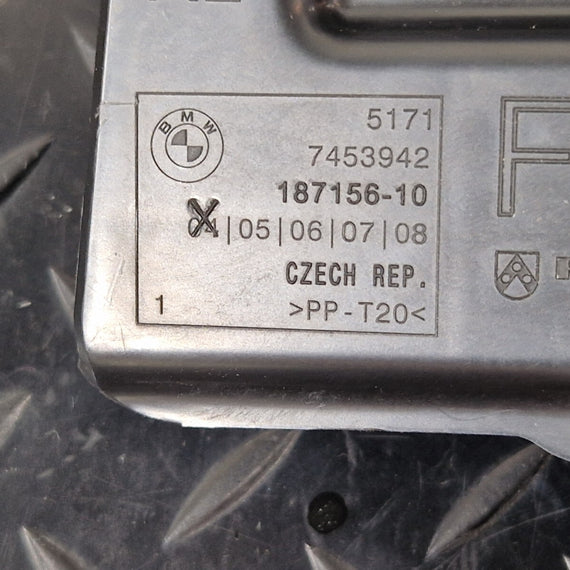 BMW
5171
7453942
187156-10
04|05|06|07|08
CZECH REP.
1 >PP-T20<